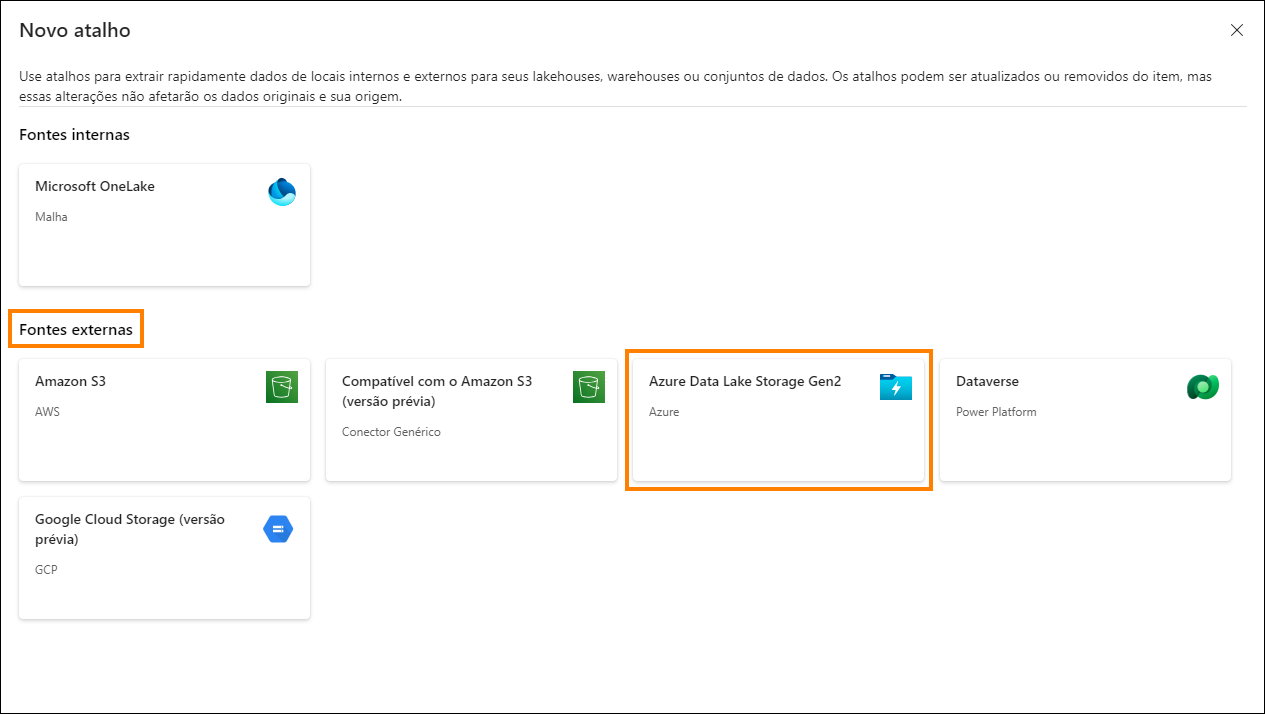 Novo atalho
Use atalhos para extrair rapidamente dados de locais internos e externos para seus lakehouses, warehouses ou conjuntos de dados. Os atalhos podem ser atualizados ou removidos do item, mas
essas alterações não afetarão os dados originais e sua origem.
Fontes internas
Microsoft OneLake
Malha
Fontes externas
Amazon S3
AWS
Compatível com o Amazon S3
(versão prévia)
Conector Genérico
Azure Data Lake Storage Gen2
Azure
Dataverse
Power Platform
Google Cloud Storage (versão
prévia)
GCP